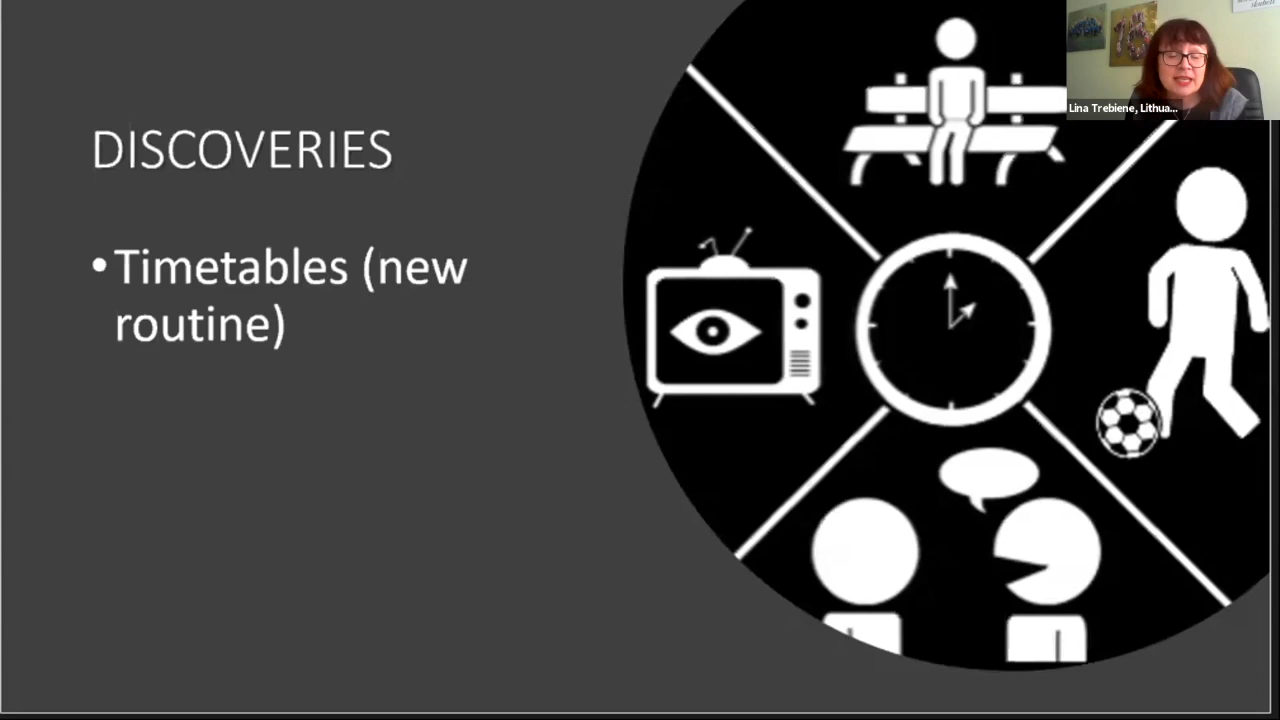 DISCOVERIES
• Timetables (new
routine)
Lina Trebiene, Lithua...